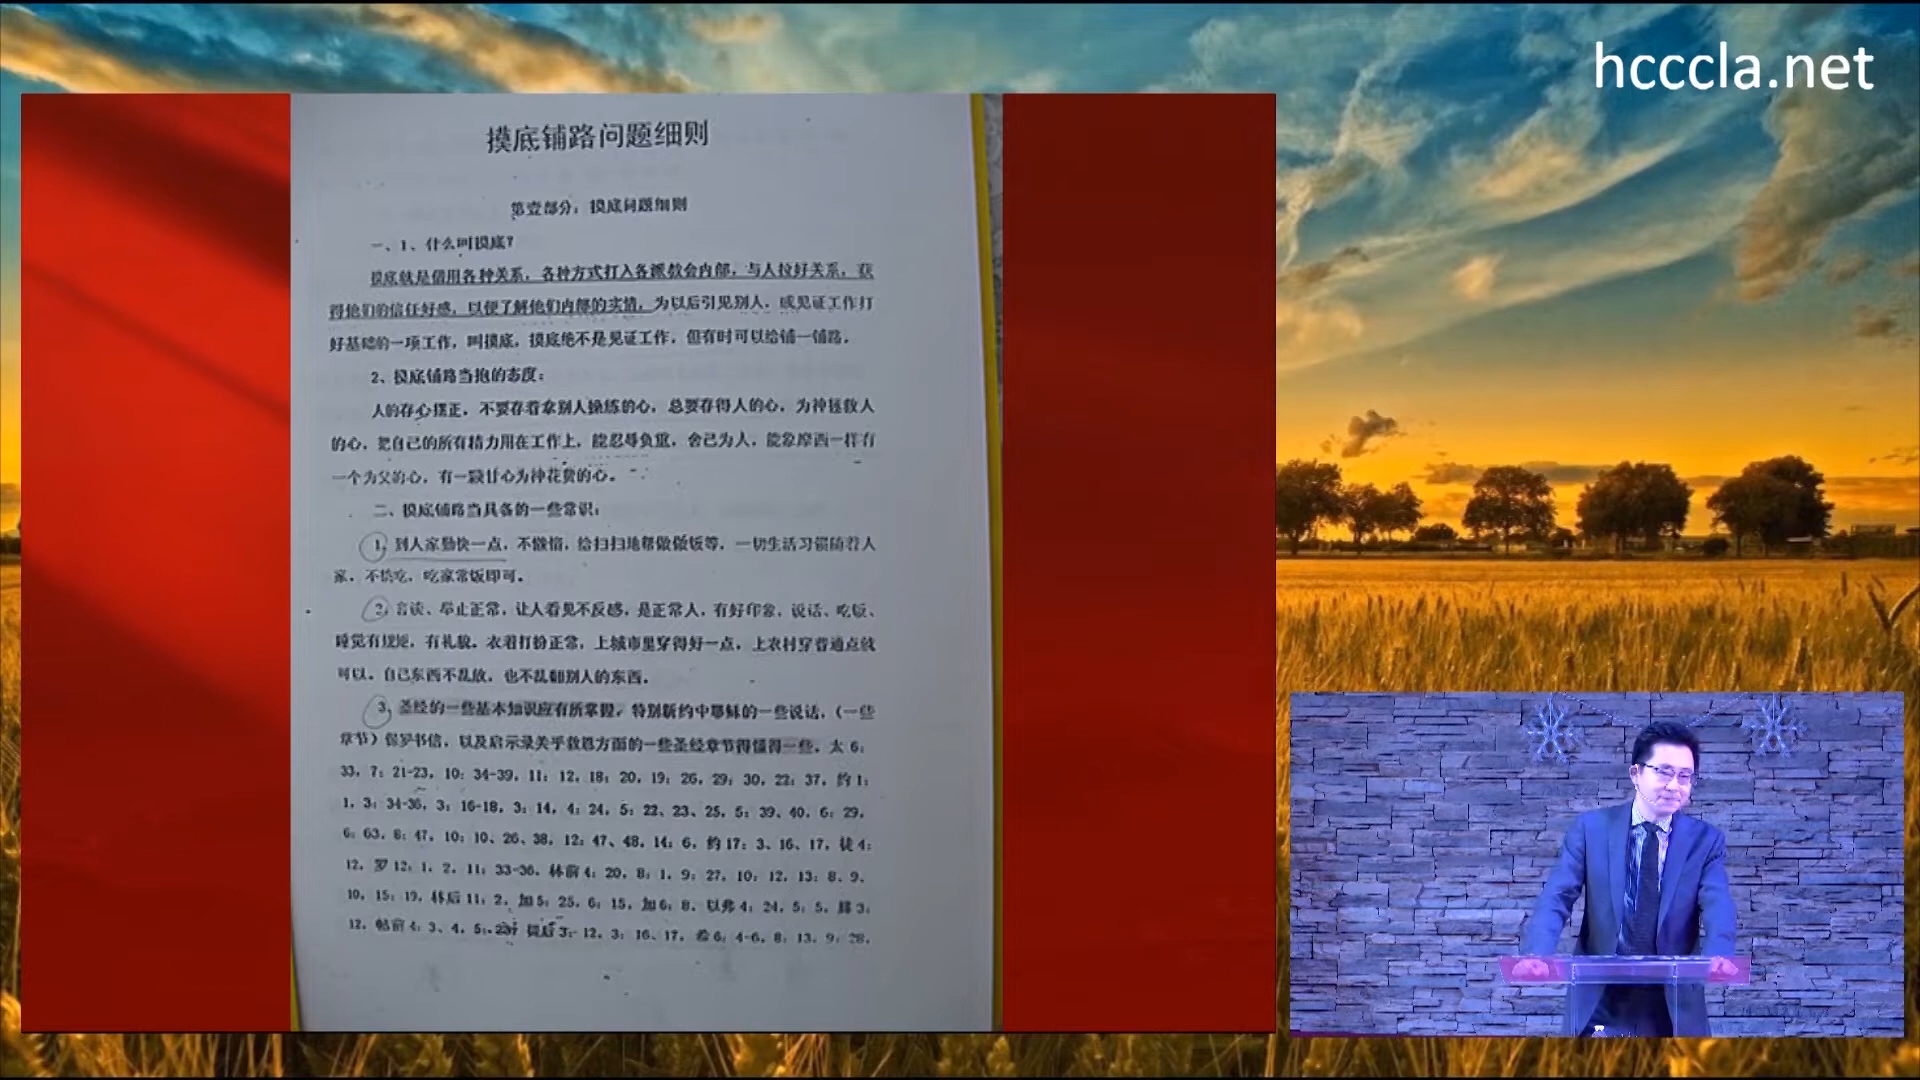 hcccla.net
摸底铺路问题细则
第壹部分：摸底问题细则
一、1、什么叫摸底？
摸底就是借用各种关系，各种方式打入各派教会内部，与人拉好关系，获
得他们的信任好感，以便了解他们内部的实情，为以后引见别人，或见证工作打
好基础的一项工作，叫摸底，摸底绝不是见证工作，但有时可以给铺一铺路。
2、摸底铺路当抱的态度：
人的存心摆正，不要存着拿别人操练的心，总要存得人的心，为神拯救人
的心，把自己的所有精力用在工作上，能忍辱负重，舍己为人，能象摩西一样有
一个为父的心，有一颗甘心为神花费的心。
二、摸底铺路当具备的一些常识：
1、到人家勤快一点，不懒惰，给扫扫地帮做做饭等，一切生活习惯随着人
家，不挑吃，吃家常饭即可。
2、言谈、举止正常，让人看见不反感，是正常人，有好印象，说话、吃饭、
睡觉有规矩，有礼貌。衣着打扮正常，上城市里穿得好一点，上农村穿普通点就
可以，自己东西不乱放，也不乱翻别人的东西。
3、圣经的一些基本知识应有所掌握，特别新约中耶稣的一些说话，（一些
章节）保罗书信，以及启示录关乎救恩方面的一些圣经章节得懂得一些。太 6：
33，7：21-23，10：34-39，11：12，18：20，19：26，29：30，22：37，约 1：
1，3：34-36，3：16-18，3：14，4：24，5：22、23、25，5：39、40，6：29，
6：63，8：47，10：10、26、38，12：47、48，14：6，约 17：3、16、17，徒 4：
12，罗 12：1、2，11：33-36，林前 4：20，8：1，9：27，10：12，13：8、9、
10，15：19，林后 11：2，加 5：25，6：15，加 6：8，以弗 4：24，5：5，腓 3：
12，帖前 4：3、4，5： 提后 3：12，3：16、17，希 6：4-6，8：13，9：28，